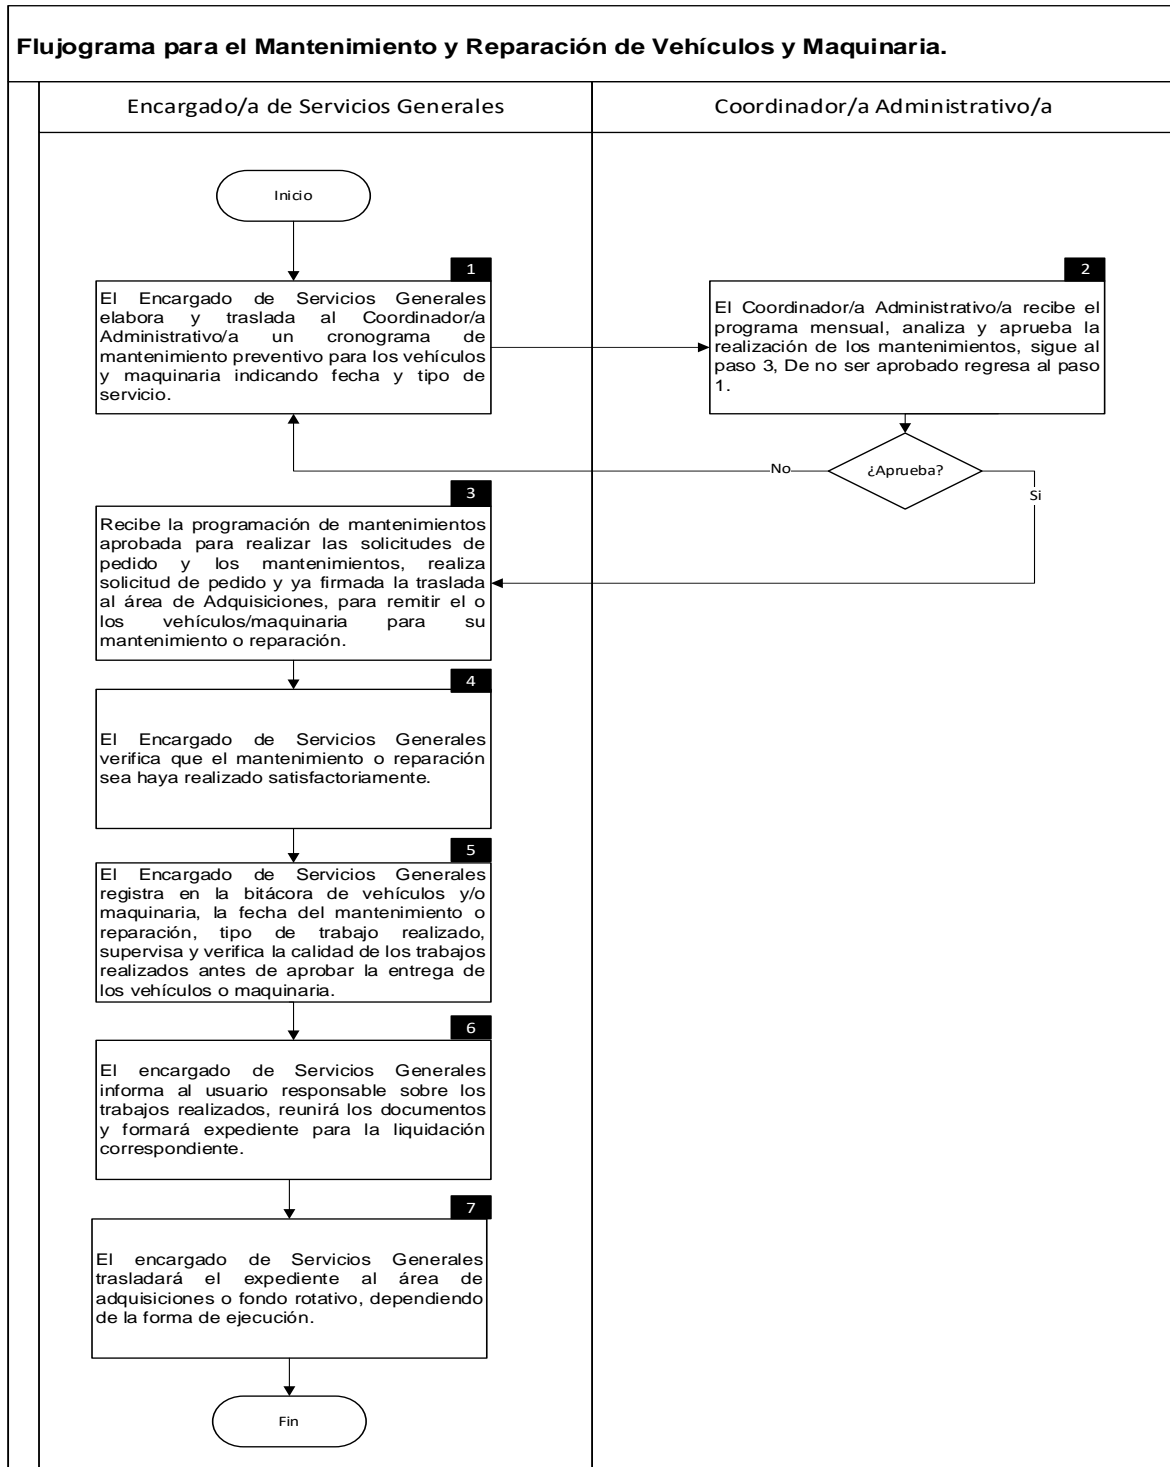 Flujograma para el Mantenimiento y Reparación de Vehículos y Maquinaria.
Encargado/a de Servicios Generales
Coordinador/a Administrativo/a
Inicio
1
El Encargado de Servicios Generales
elabora y traslada al Coordinador/a
Administrativo/a un cronograma de
mantenimiento preventivo para los vehículos
y maquinaria indicando fecha y tipo de
servicio.
2
El Coordinador/a Administrativo/a recibe el
programa mensual, analiza y aprueba la
realización de los mantenimientos, sigue al
paso 3, De no ser aprobado regresa al paso
1.
¿Aprueba?
No
Si
3
Recibe la programación de mantenimientos
aprobada para realizar las solicitudes de
pedido y los mantenimientos, realiza
solicitud de pedido y ya firmada la traslada
al área de Adquisiciones, para remitir el o
los vehículos/maquinaria para su
mantenimiento o reparación.
4
El Encargado de Servicios Generales
verifica que el mantenimiento o reparación
sea haya realizado satisfactoriamente.
5
El Encargado de Servicios Generales
registra en la bitácora de vehículos y/o
maquinaria, la fecha del mantenimiento o
reparación, tipo de trabajo realizado,
supervisa y verifica la calidad de los trabajos
realizados antes de aprobar la entrega de
los vehículos o maquinaria.
6
El encargado de Servicios Generales
informa al usuario responsable sobre los
trabajos realizados, reunirá los documentos
y formará expediente para la liquidación
correspondiente.
7
El encargado de Servicios Generales
trasladará el expediente al área de
adquisiciones o fondo rotativo, dependiendo
de la forma de ejecución.
Fin